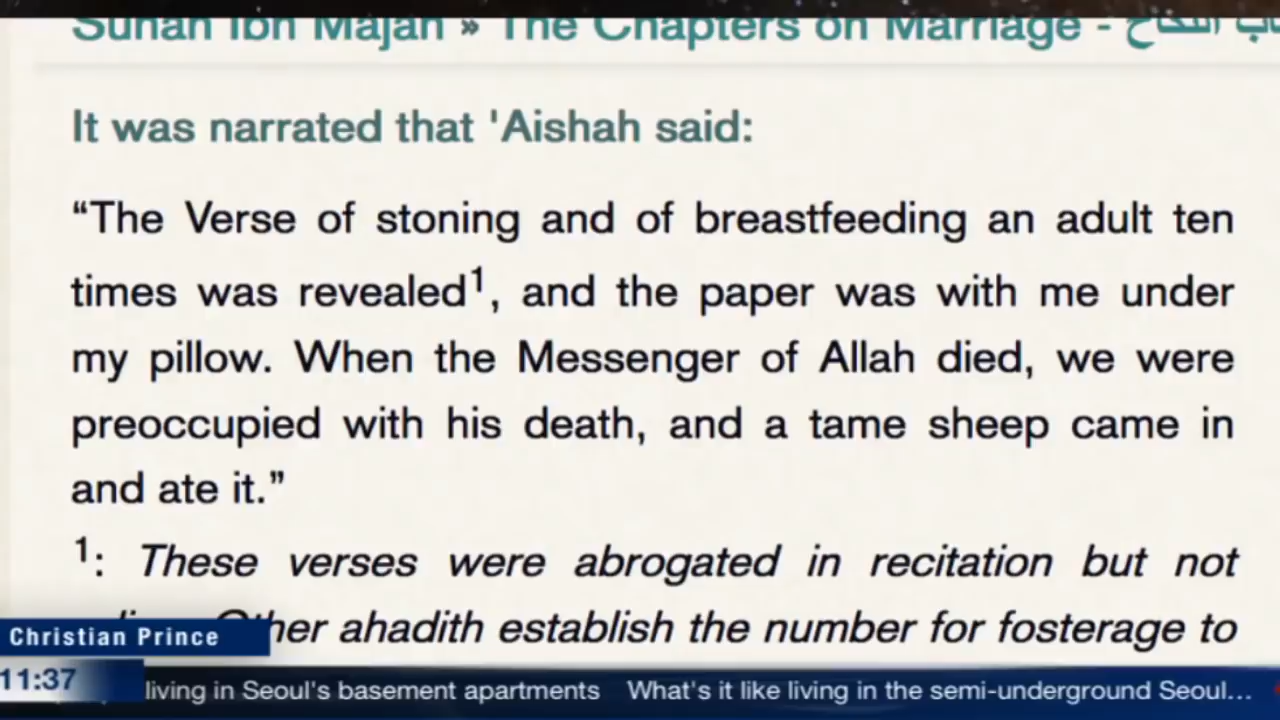 Sunan Ibn Majah » The Chapters on Marriage - كتاب النكاح
It was narrated that 'Aishah said:
“The Verse of stoning and of breastfeeding an adult ten
times was revealed¹, and the paper was with me under
my pillow. When the Messenger of Allah died, we were
preoccupied with his death, and a tame sheep came in
and ate it.”
¹: These verses were abrogated in recitation but not
Other ahadith establish the number for fosterage to
Christian Prince
11:37
living in Seoul's basement apartments What's it like living in the semi-underground Seoul...